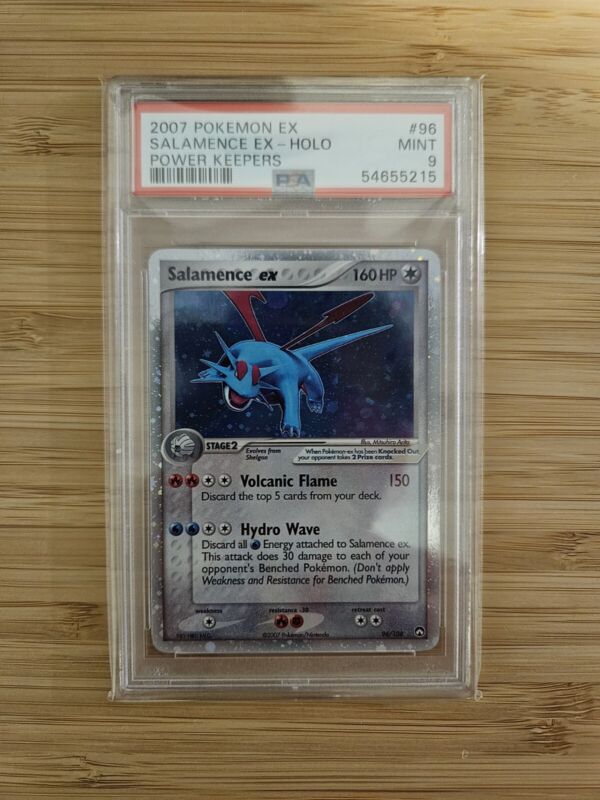 2007 POKEMON EX #96
SALAMENCE EX-HOLO MINT
POWER KEEPERS 9
PSA 54655215
Salamence ex 160 HP
Illus. Mitsuhiro Arita
STAGE 2
Evolves from
Shelgon
When Pokémon-ex has been Knocked Out,
your opponent takes 2 Prize cards.
Volcanic Flame 150
Discard the top 5 cards from your deck.
Hydro Wave
Discard all Energy attached to Salamence ex.
This attack does 30 damage to each of your
opponent's Benched Pokémon. (Don't apply
Weakness and Resistance for Benched Pokémon.)
weakness resistance -30 retreat cost
©2007 Pokémon/Nintendo